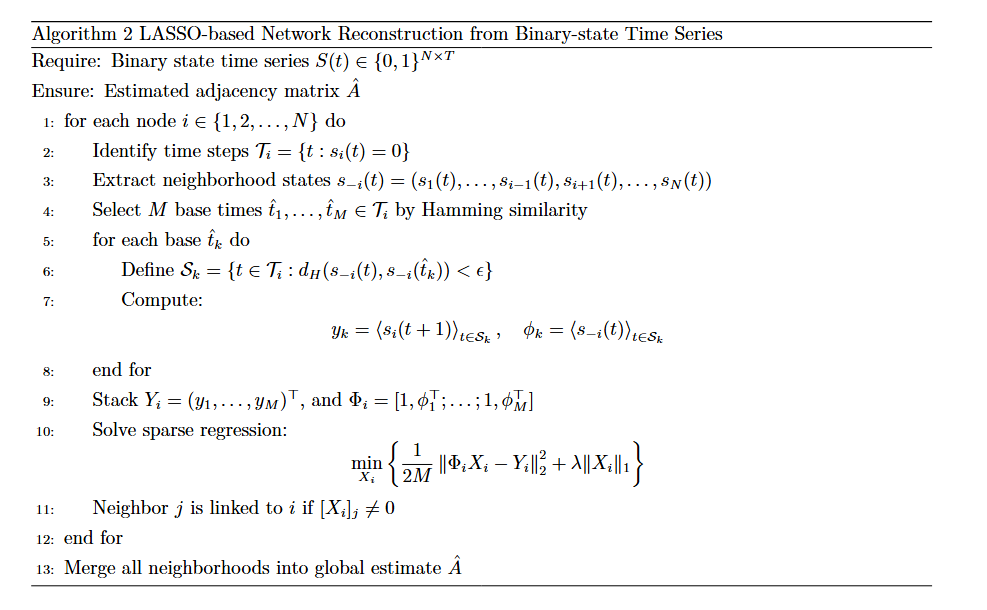 Algorithm 2 LASSO-based Network Reconstruction from Binary-state Time Series
Require: Binary state time series S(t) ∈ {0, 1}^{N×T}
Ensure: Estimated adjacency matrix Â
1: for each node i ∈ {1, 2, . . . , N} do
2: Identify time steps 𝒯_i = {t : s_i(t) = 0}
3: Extract neighborhood states s_{−i}(t) = (s_1(t), . . . , s_{i−1}(t), s_{i+1}(t), . . . , s_N(t))
4: Select M base times t̂_1, . . . , t̂_M ∈ 𝒯_i by Hamming similarity
5: for each base t̂_k do
6: Define 𝒮_k = {t ∈ 𝒯_i : d_H(s_{−i}(t), s_{−i}(t̂_k)) < ϵ}
7: Compute:
y_k = ⟨s_i(t + 1)⟩_{t∈𝒮_k} , ϕ_k = ⟨s_{−i}(t)⟩_{t∈𝒮_k}
8: end for
9: Stack Y_i = (y_1, . . . , y_M)^⊤, and Φ_i = [1, ϕ_1^⊤; . . . ; 1, ϕ_M^⊤]
10: Solve sparse regression:
min_{X_i} { \frac{1}{2M} ‖Φ_i X_i − Y_i‖_2^2 + λ‖X_i‖_1 }
11: Neighbor j is linked to i if [X_i]_j ≠ 0
12: end for
13: Merge all neighborhoods into global estimate Â